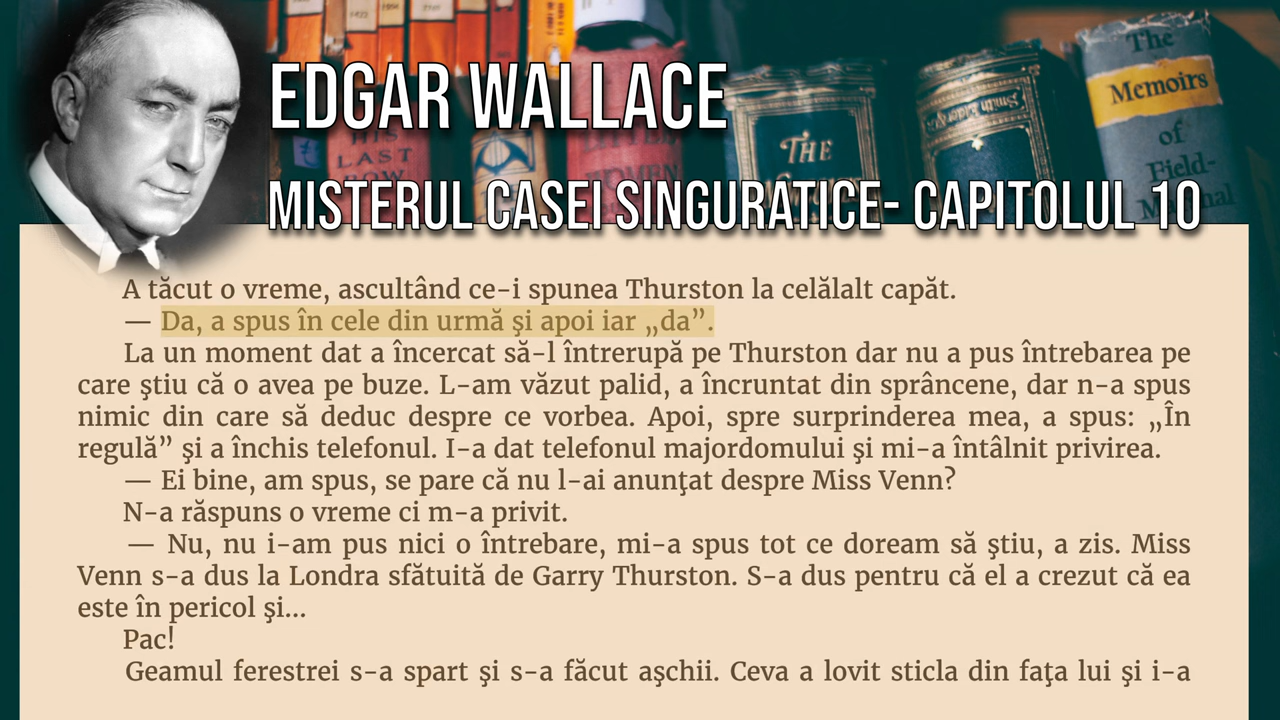 EDGAR WALLACE
MISTERUL CASEI SINGURATICE- CAPITOLUL 10
HIS
LAST
THE
The
Memoirs
of
Field-
A tăcut o vreme, ascultând ce-i spunea Thurston la celălalt capăt.
— Da, a spus în cele din urmă şi apoi iar „da”.
La un moment dat a încercat să-l întrerupă pe Thurston dar nu a pus întrebarea pe
care ştiu că o avea pe buze. L-am văzut palid, a încruntat din sprâncene, dar n-a spus
nimic din care să deduc despre ce vorbea. Apoi, spre surprinderea mea, a spus: „În
regulă” şi a închis telefonul. I-a dat telefonul majordomului şi mi-a întâlnit privirea.
— Ei bine, am spus, se pare că nu l-ai anunţat despre Miss Venn?
N-a răspuns o vreme ci m-a privit.
— Nu, nu i-am pus nici o întrebare, mi-a spus tot ce doream să ştiu, a zis. Miss
Venn s-a dus la Londra sfătuită de Garry Thurston. S-a dus pentru că el a crezut că ea
este în pericol şi...
Pac!
Geamul ferestrei s-a spart şi s-a făcut aşchii. Ceva a lovit sticla din faţa lui şi i-a